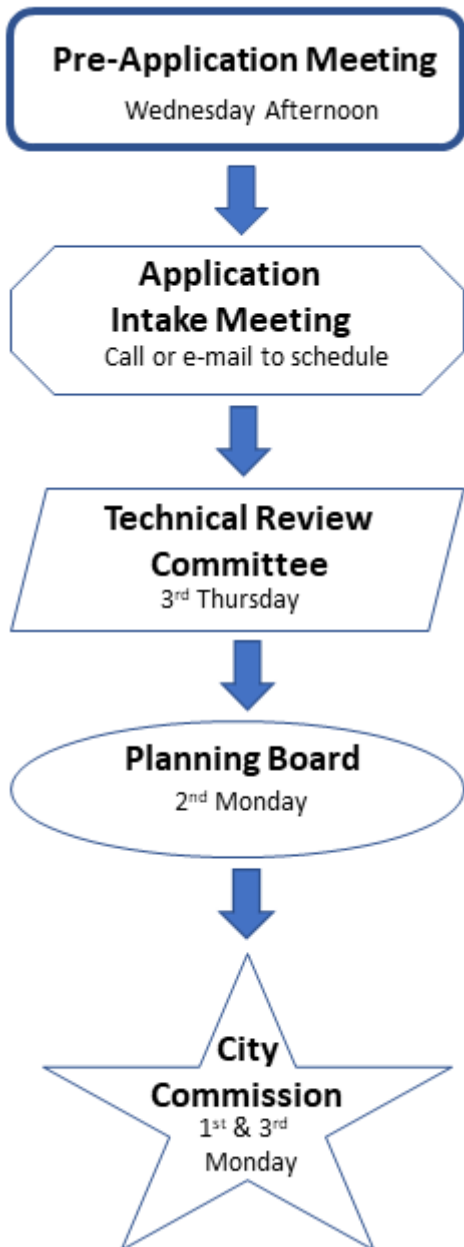 Pre-Application Meeting
Wednesday Afternoon
Application
Intake Meeting
Call or e-mail to schedule
Technical Review
Committee
3rd Thursday
Planning Board
2nd Monday
City
Commission
1st & 3rd
Monday